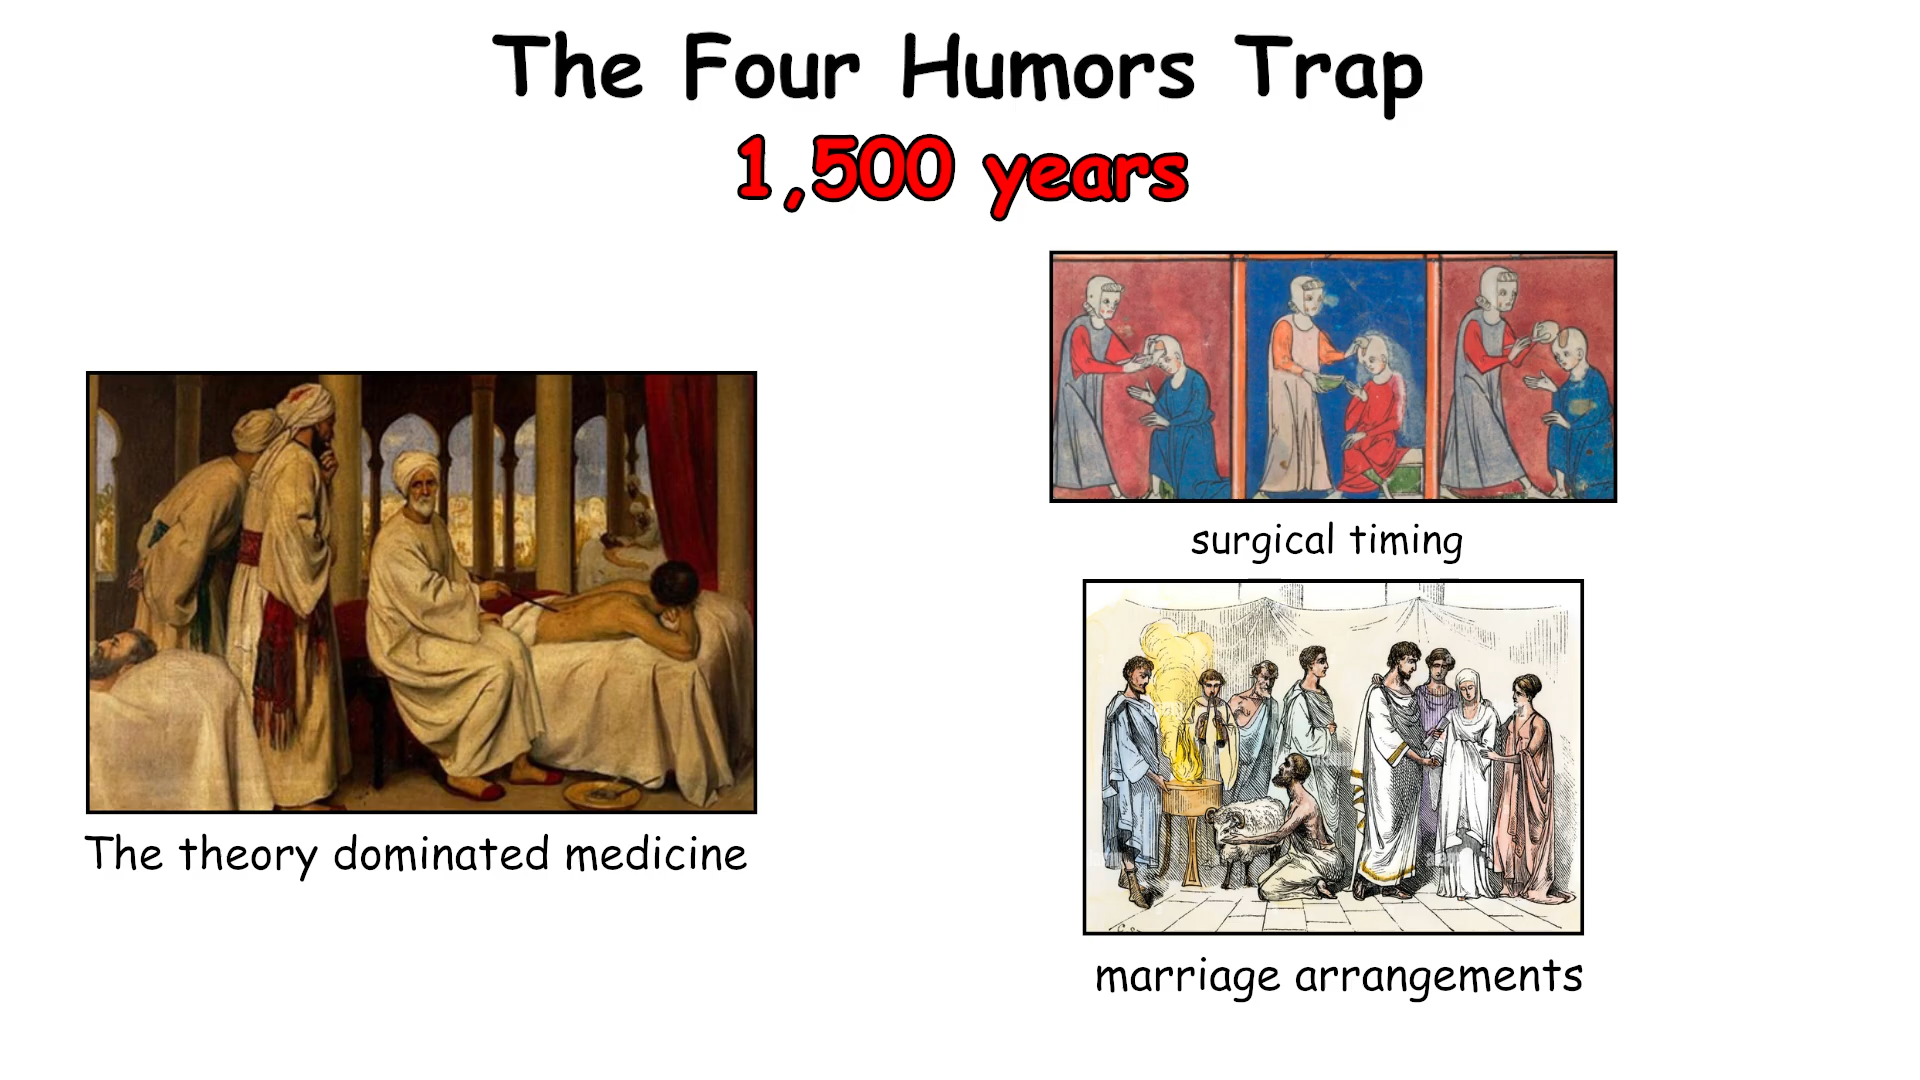 The Four Humors Trap
1,500 years
surgical timing
The theory dominated medicine
marriage arrangements